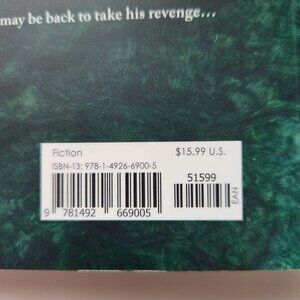 may be back to take his revenge...
Fiction $15.99 U.S.
ISBN-13: 978-1-4926-6900-5
51599
EAN
9 781492 669005